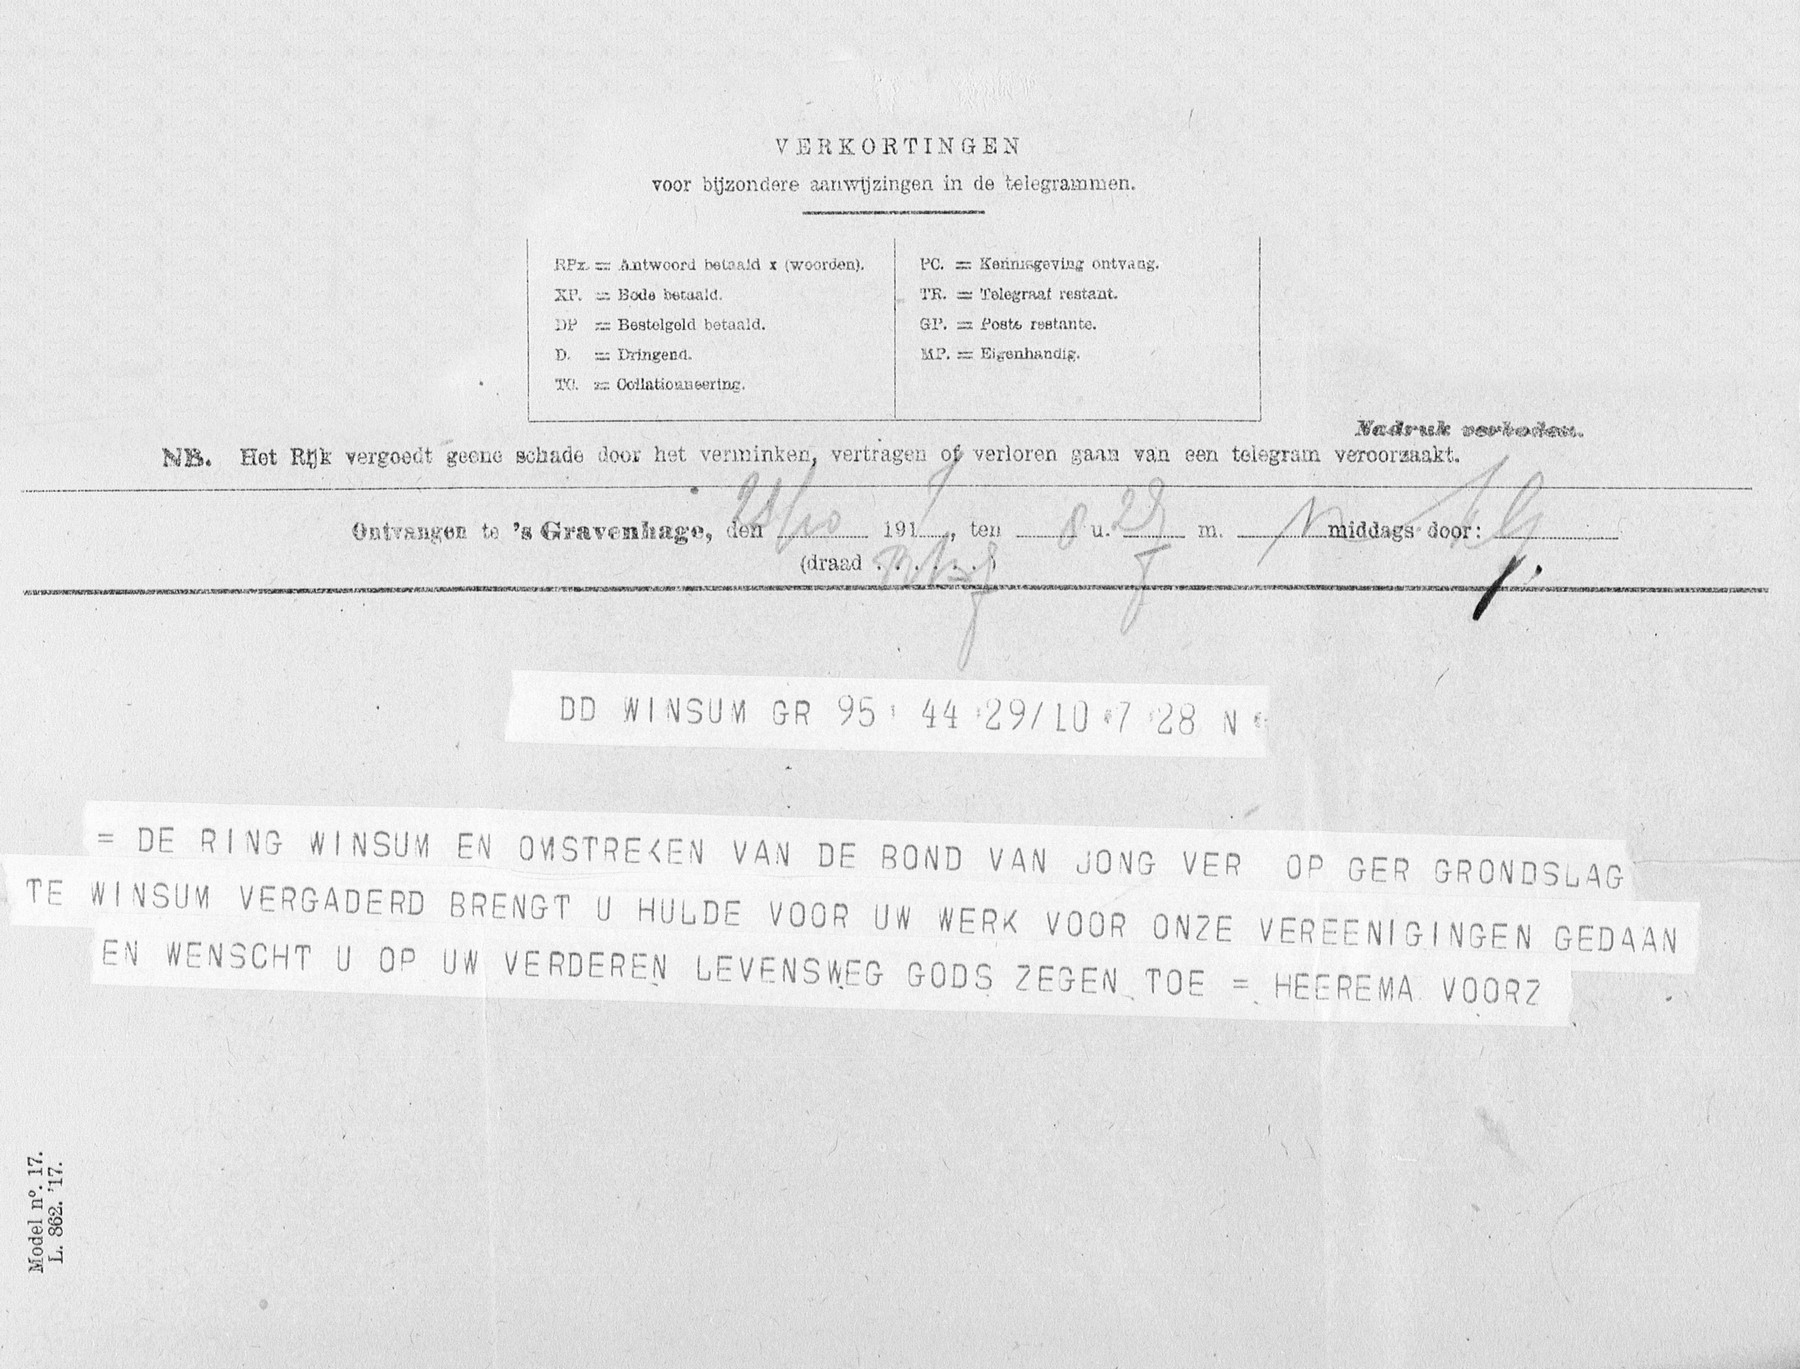 VERKORTINGEN
voor bijzondere aanwijzingen in de telegrammen.
RPx. = Antwoord betaald x (woorden).
XP. = Bode betaald.
DP = Bestelgeld betaald.
D. = Dringend.
TC. = Collationneering.
PC. = Kennisgeving ontvang.
TR. = Telegraaf restant.
GP. = Poste restante.
MP. = Eigenhandig.
Nadruk verboden.
NB. Het Rijk vergoedt geene schade door het verminken, vertragen of verloren gaan van een telegram veroorzaakt.
Ontvangen te 's Gravenhage, den 191 , ten 8 u. 29 m. N middags door:
(draad . . . . . .)
DD WINSUM GR 95 44 29/10 7 28 N
= DE RING WINSUM EN OMSTREKEN VAN DE BOND VAN JONG VER OP GER GRONDSLAG
TE WINSUM VERGADERD BRENGT U HULDE VOOR UW WERK VOOR ONZE VEREENIGINGEN GEDAAN
EN WENSCHT U OP UW VERDEREN LEVENSWEG GODS ZEGEN TOE = HEEREMA VOORZ
Model nº. 17.
L. 862. '17.